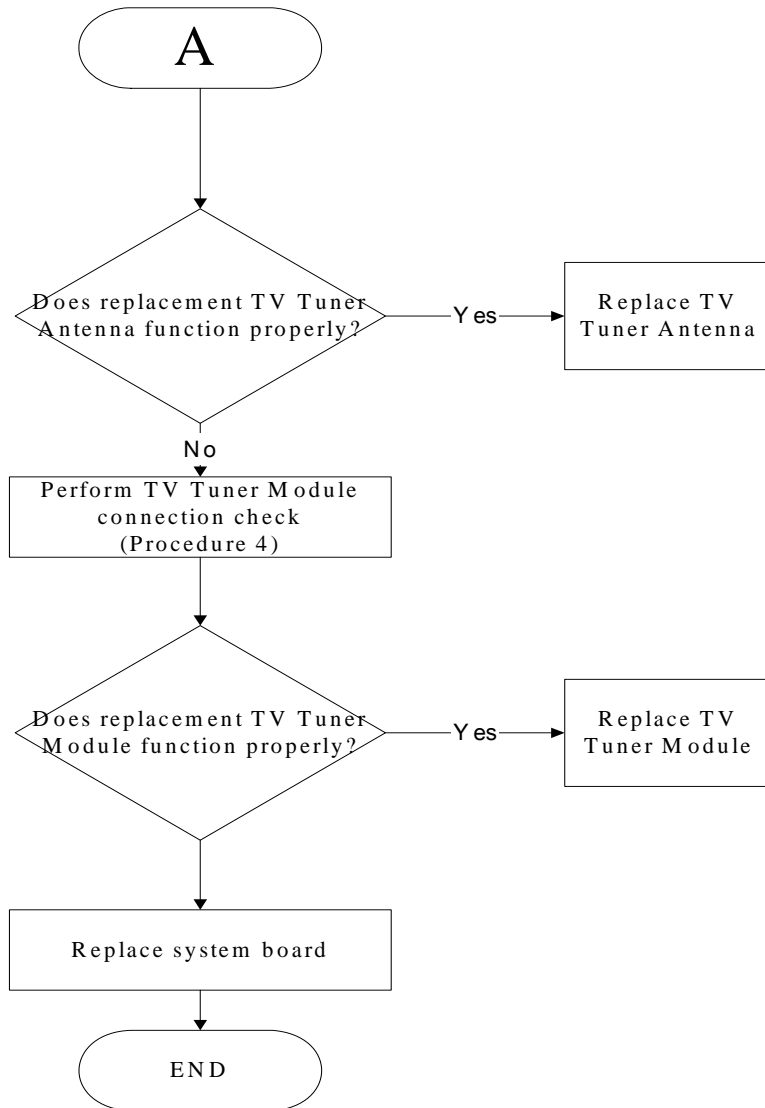 A
Does replacement TV Tuner
Antenna function properly?
Yes
Replace TV
Tuner Antenna
No
Perform TV Tuner Module
connection check
(Procedure 4)
Does replacement TV Tuner
Module function properly?
Yes
Replace TV
Tuner Module
Replace system board
END